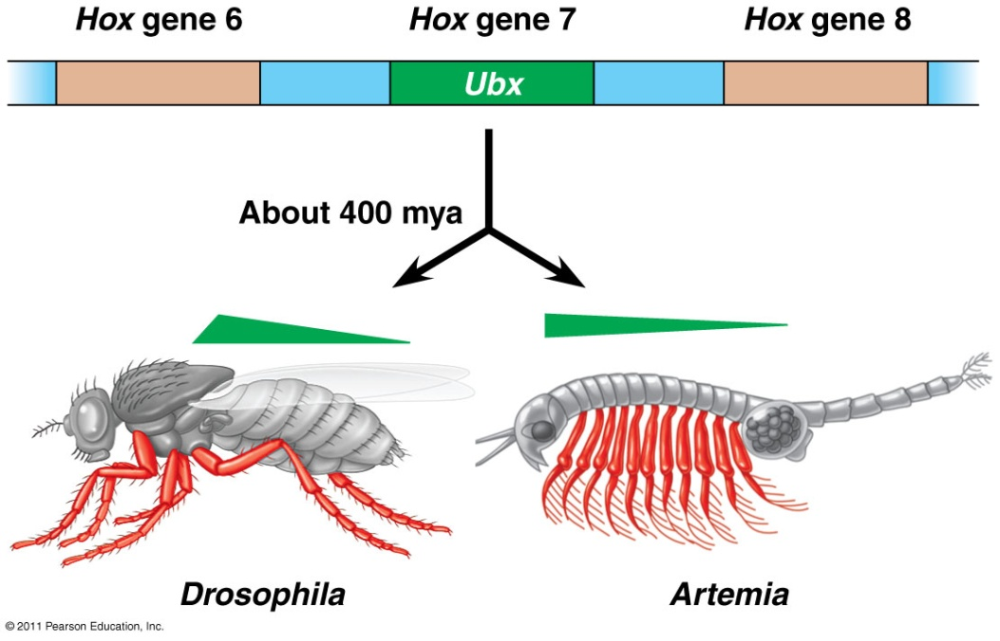 Hox gene 6
Hox gene 7
Hox gene 8
Ubx
About 400 mya
Drosophila
Artemia
© 2011 Pearson Education, Inc.